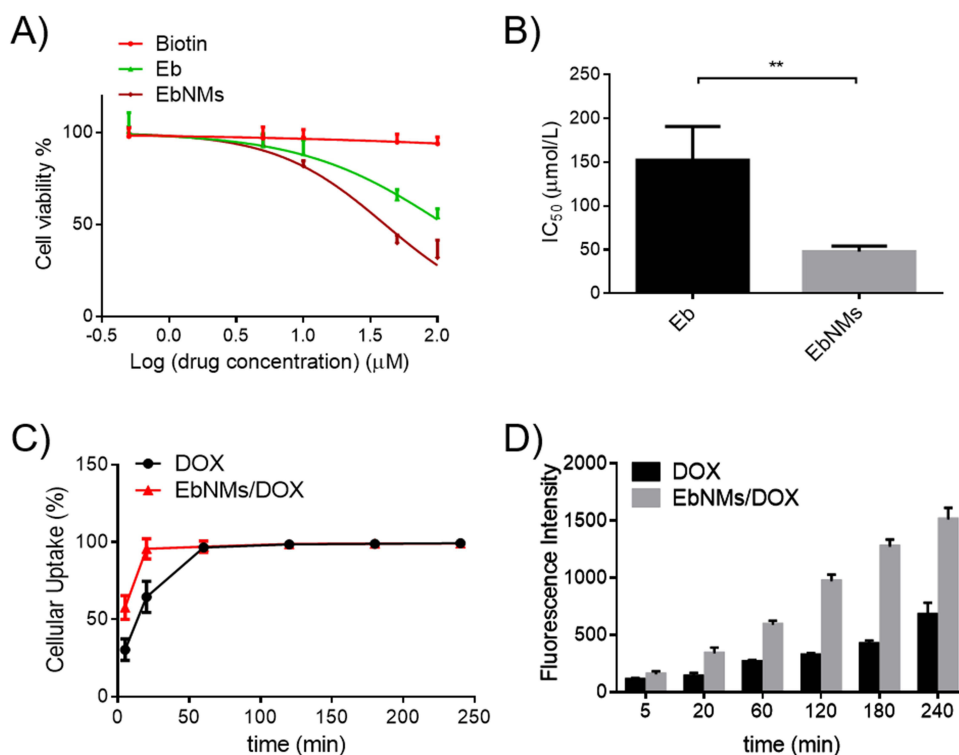 A)
Biotin
Eb
EbNMs
Cell viability %
100
50
0
-0.5 0.0 0.5 1.0 1.5 2.0
Log (drug concentration) (μM)
B)
**
IC50 (μmol/L)
250
200
150
100
50
0
Eb
EbNMs
C)
DOX
EbNMs/DOX
Cellular Uptake (%)
150
100
50
0
0 50 100 150 200 250
time (min)
D)
DOX
EbNMs/DOX
Fluorescence Intensity
2000
1500
1000
500
0
5 20 60 120 180 240
time (min)